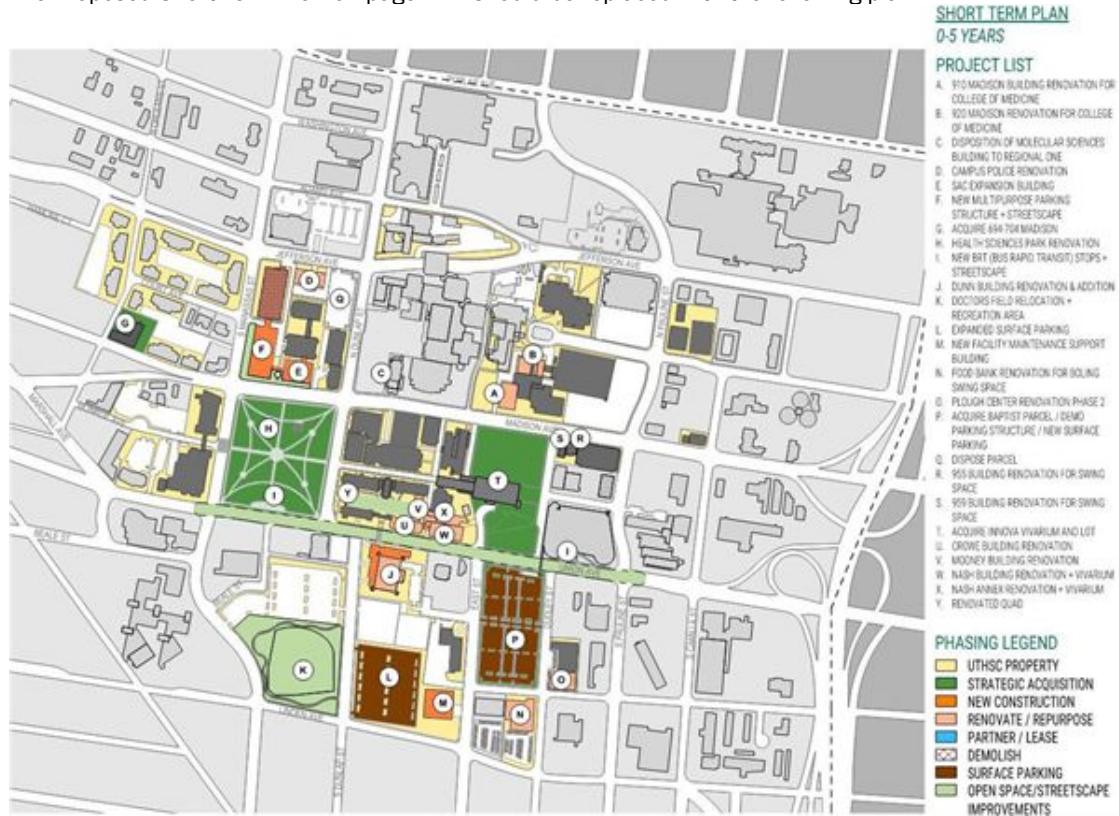 SHORT TERM PLAN
0-5 YEARS
PROJECT LIST
A. 910 MADISON BUILDING RENOVATION FOR
COLLEGE OF MEDICINE
B. 920 MADISON RENOVATION FOR COLLEGE
OF MEDICINE
C. DISPOSITION OF MOLECULAR SCIENCES
BUILDING TO REGIONAL ONE
D. CAMPUS POLICE RENOVATION
E. SAC EXPANSION BUILDING
F. NEW MULTIPURPOSE PARKING
STRUCTURE + STREETSCAPE
G. ACQUIRE 694-704 MADISON
H. HEALTH SCIENCES PARK RENOVATION
I. NEW BRT (BUS RAPID TRANSIT) STOPS +
STREETSCAPE
J. DUNN BUILDING RENOVATION & ADDITION
K. DOCTORS FIELD RELOCATION +
RECREATION AREA
L. EXPANDED SURFACE PARKING
M. NEW FACILITY MAINTENANCE SUPPORT
BUILDING
N. FOOD BANK RENOVATION FOR BOLING
SWING SPACE
O. PLOUGH CENTER RENOVATION PHASE 2
P. ACQUIRE BAPTIST PARCEL / DEMO
PARKING STRUCTURE / NEW SURFACE
PARKING
Q. DISPOSE PARCEL
R. 955 BUILDING RENOVATION FOR SWING
SPACE
S. 959 BUILDING RENOVATION FOR SWING
SPACE
T. ACQUIRE INNOVA VIVARIUM AND LOT
U. CROWE BUILDING RENOVATION
V. MOONEY BUILDING RENOVATION
W. NASH BUILDING RENOVATION + VIVARIUM
X. NASH ANNEX RENOVATION + VIVARIUM
Y. RENOVATED QUAD
PHASING LEGEND
UTHSC PROPERTY
STRATEGIC ACQUISITION
NEW CONSTRUCTION
RENOVATE / REPURPOSE
PARTNER / LEASE
DEMOLISH
SURFACE PARKING
OPEN SPACE/STREETSCAPE
IMPROVEMENTS
JEFFERSON AVE
JEFFERSON AVE
D
Q
G
F
E
C
B
A
MADISON AVE
H
S
R
T
I
Y
V
X
U
W
I
UNION AVE
BEALE ST
J
P
K
L
O
M
N
LINDEN AVE
S DUNLAP ST